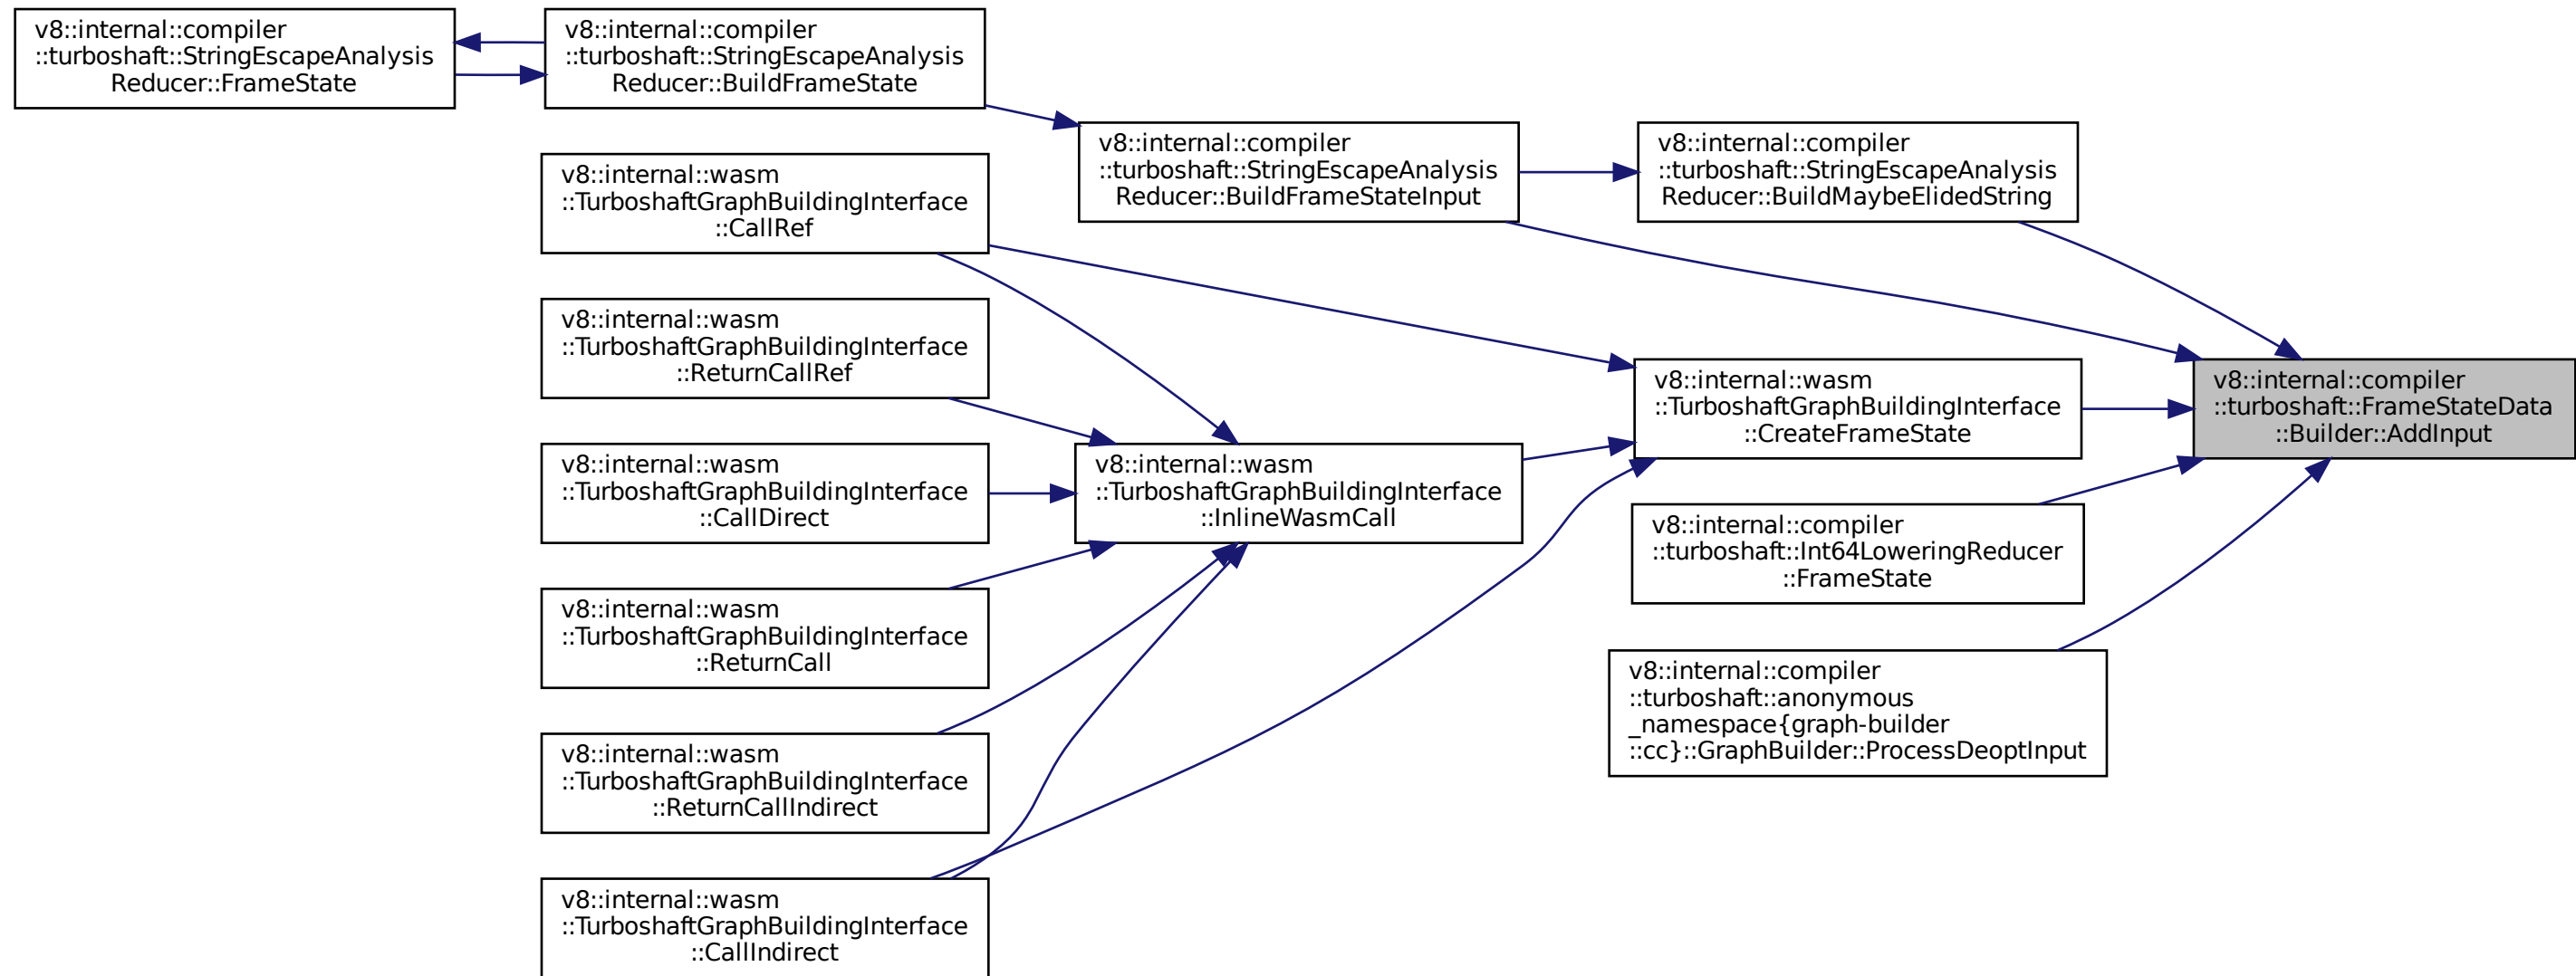 v8::internal::compiler
::turboshaft::StringEscapeAnalysis
Reducer::FrameState
v8::internal::compiler
::turboshaft::StringEscapeAnalysis
Reducer::BuildFrameState
v8::internal::compiler
::turboshaft::StringEscapeAnalysis
Reducer::BuildFrameStateInput
v8::internal::compiler
::turboshaft::StringEscapeAnalysis
Reducer::BuildMaybeElidedString
v8::internal::wasm
::TurboshaftGraphBuildingInterface
::CallRef
v8::internal::wasm
::TurboshaftGraphBuildingInterface
::ReturnCallRef
v8::internal::wasm
::TurboshaftGraphBuildingInterface
::CallDirect
v8::internal::wasm
::TurboshaftGraphBuildingInterface
::ReturnCall
v8::internal::wasm
::TurboshaftGraphBuildingInterface
::ReturnCallIndirect
v8::internal::wasm
::TurboshaftGraphBuildingInterface
::CallIndirect
v8::internal::wasm
::TurboshaftGraphBuildingInterface
::InlineWasmCall
v8::internal::wasm
::TurboshaftGraphBuildingInterface
::CreateFrameState
v8::internal::compiler
::turboshaft::Int64LoweringReducer
::FrameState
v8::internal::compiler
::turboshaft::anonymous
_namespace{graph-builder
::cc}::GraphBuilder::ProcessDeoptInput
v8::internal::compiler
::turboshaft::FrameStateData
::Builder::AddInput